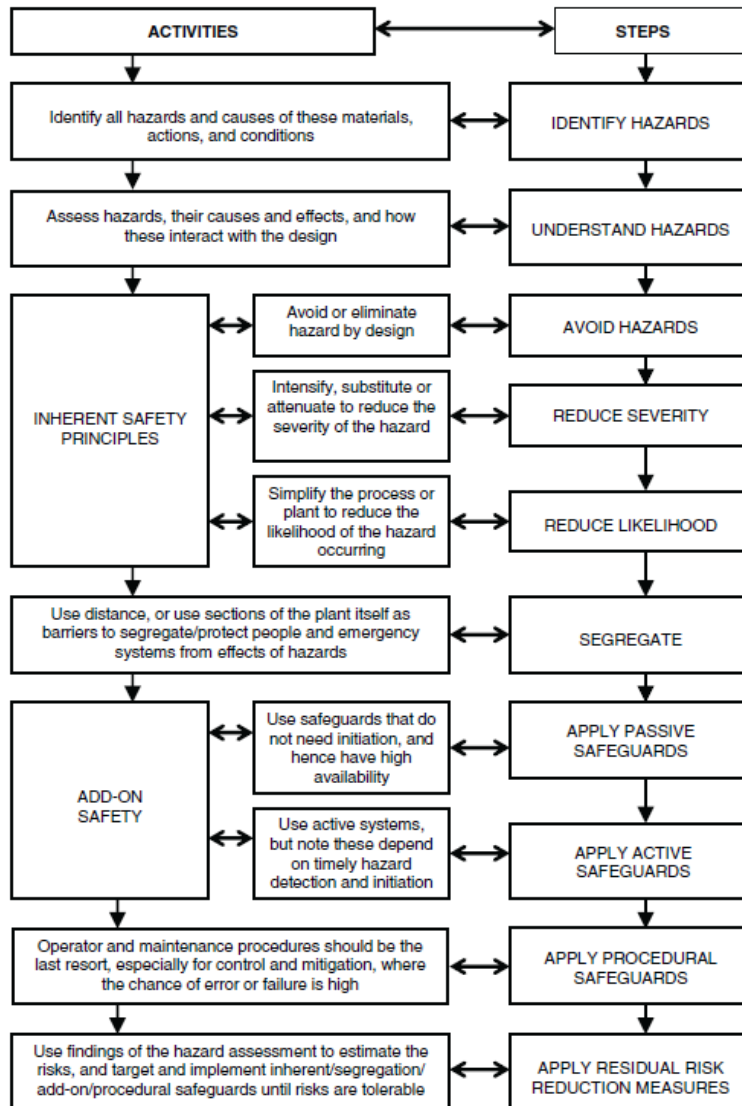 ACTIVITIES
STEPS
Identify all hazards and causes of these materials,
actions, and conditions
IDENTIFY HAZARDS
Assess hazards, their causes and effects, and how
these interact with the design
UNDERSTAND HAZARDS
INHERENT SAFETY
PRINCIPLES
Avoid or eliminate
hazard by design
AVOID HAZARDS
Intensify, substitute or
attenuate to reduce the
severity of the hazard
REDUCE SEVERITY
Simplify the process or
plant to reduce the
likelihood of the hazard
occurring
REDUCE LIKELIHOOD
Use distance, or use sections of the plant itself as
barriers to segregate/protect people and emergency
systems from effects of hazards
SEGREGATE
ADD-ON
SAFETY
Use safeguards that do
not need initiation, and
hence have high
availability
APPLY PASSIVE
SAFEGUARDS
Use active systems,
but note these depend
on timely hazard
detection and initiation
APPLY ACTIVE
SAFEGUARDS
Operator and maintenance procedures should be the
last resort, especially for control and mitigation, where
the chance of error or failure is high
APPLY PROCEDURAL
SAFEGUARDS
Use findings of the hazard assessment to estimate the
risks, and target and implement inherent/segregation/
add-on/procedural safeguards until risks are tolerable
APPLY RESIDUAL RISK
REDUCTION MEASURES